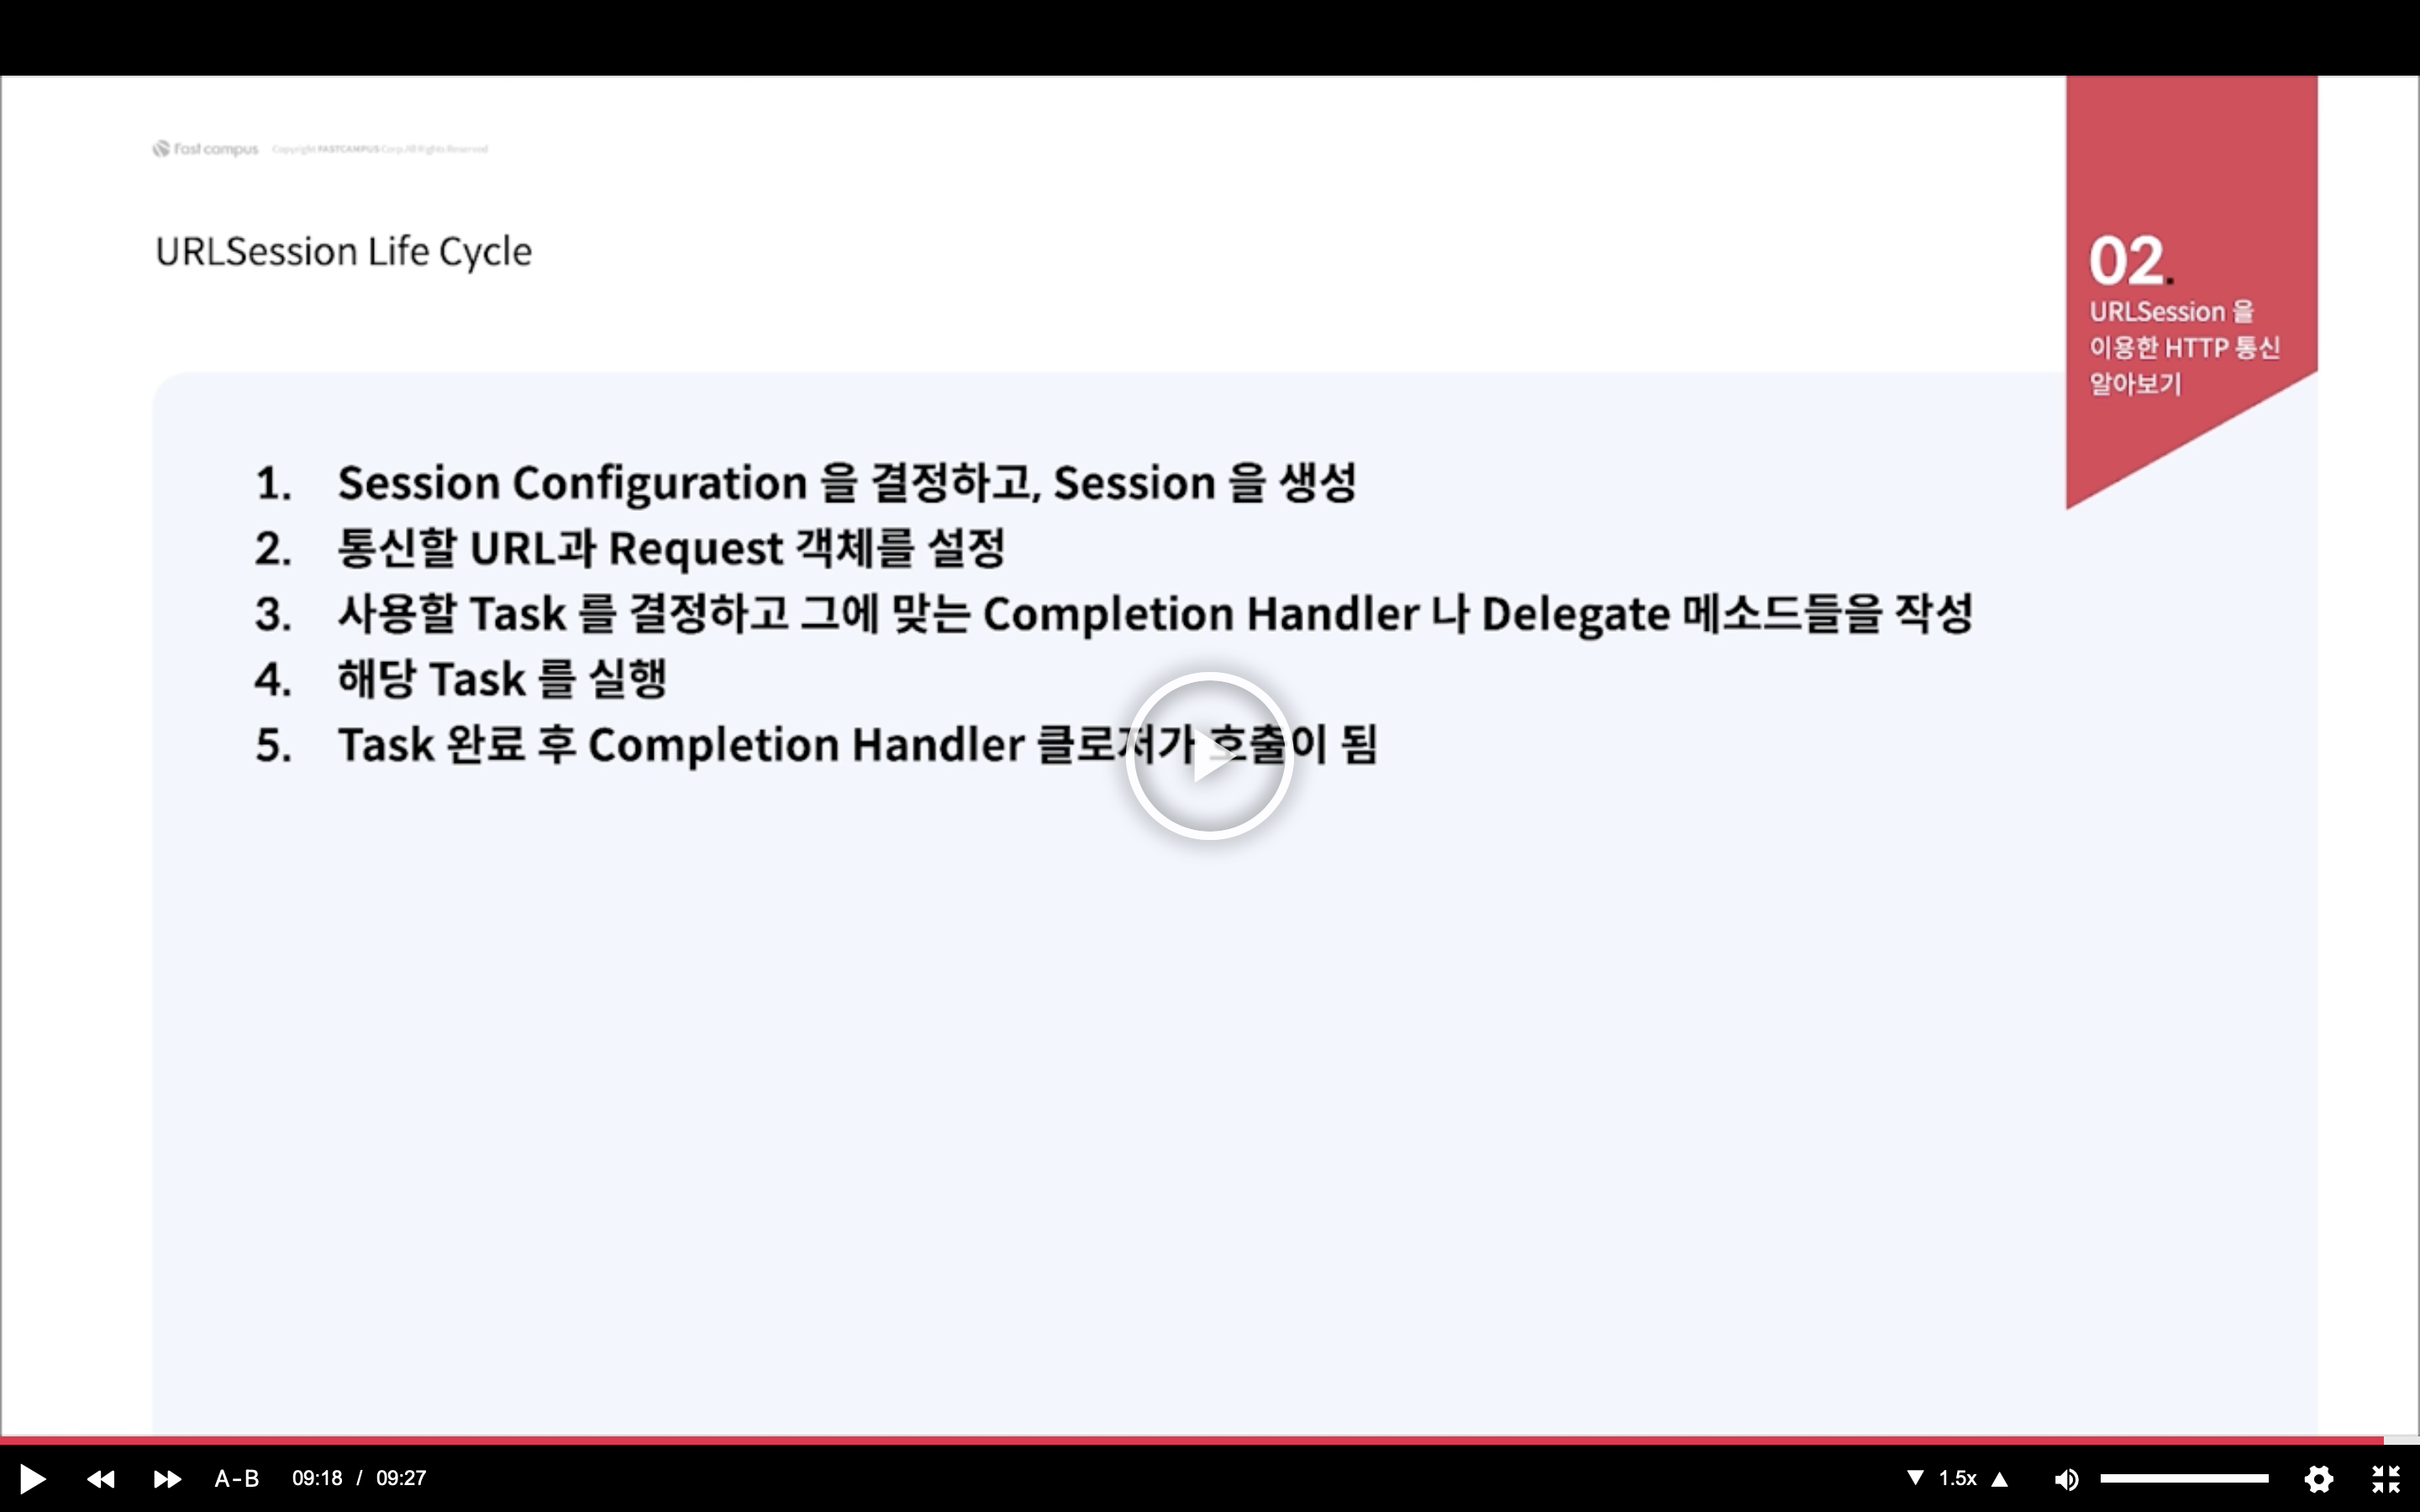 Fast campus Copyright FASTCAMPUS Corp. All Rights Reserved
URLSession Life Cycle
02.
URLSession 을
이용한 HTTP 통신
알아보기
1. Session Configuration 을 결정하고, Session 을 생성
2. 통신할 URL과 Request 객체를 설정
3. 사용할 Task 를 결정하고 그에 맞는 Completion Handler 나 Delegate 메소드들을 작성
4. 해당 Task 를 실행
5. Task 완료 후 Completion Handler 클로저가 호출이 됨
A-B 09:18 / 09:27 1.5x